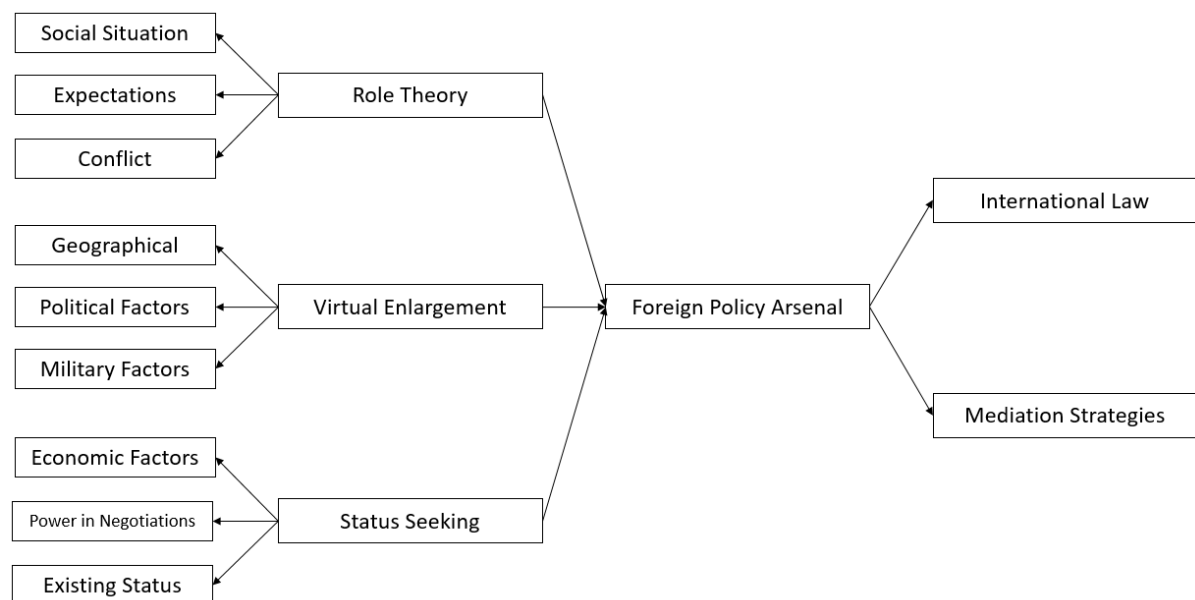 Social Situation
Expectations
Conflict
Role Theory
Geographical
Political Factors
Military Factors
Virtual Enlargement
Economic Factors
Power in Negotiations
Existing Status
Status Seeking
Foreign Policy Arsenal
International Law
Mediation Strategies